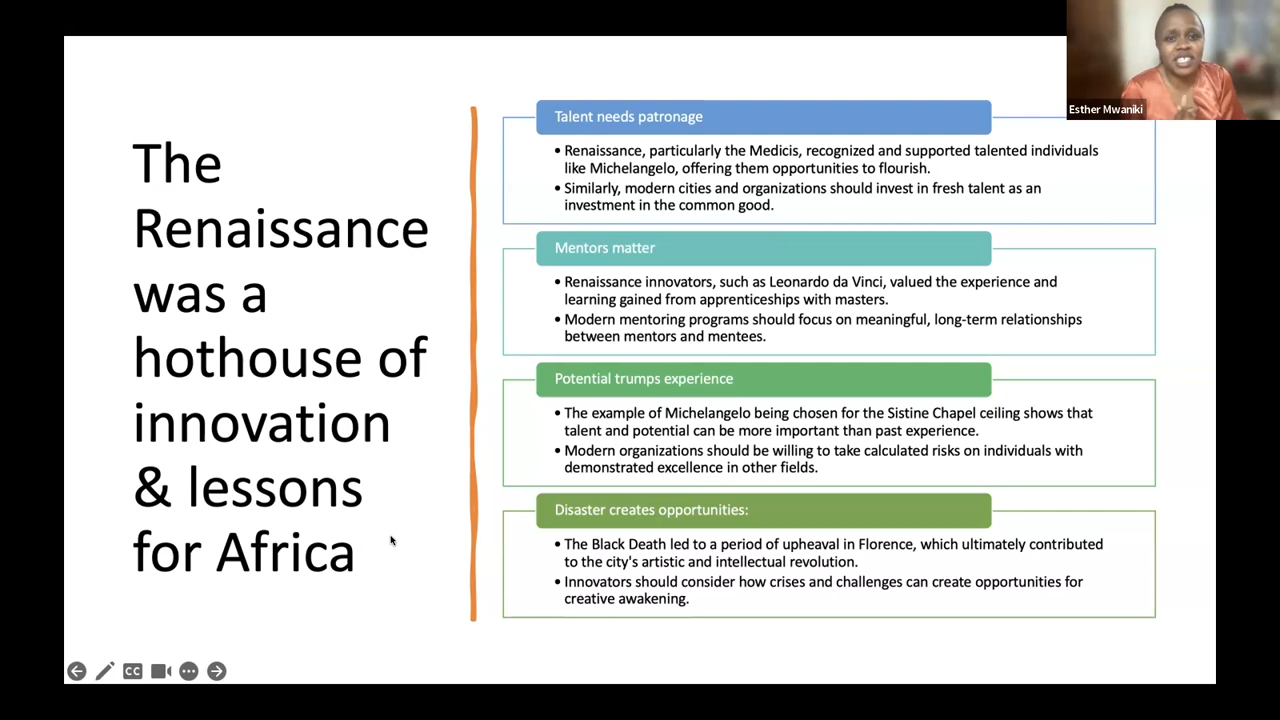 Esther Mwaniki
The
Renaissance
was a
hothouse of
innovation
& lessons
for Africa
Talent needs patronage
• Renaissance, particularly the Medicis, recognized and supported talented individuals
like Michelangelo, offering them opportunities to flourish.
• Similarly, modern cities and organizations should invest in fresh talent as an
investment in the common good.
Mentors matter
• Renaissance innovators, such as Leonardo da Vinci, valued the experience and
learning gained from apprenticeships with masters.
• Modern mentoring programs should focus on meaningful, long-term relationships
between mentors and mentees.
Potential trumps experience
• The example of Michelangelo being chosen for the Sistine Chapel ceiling shows that
talent and potential can be more important than past experience.
• Modern organizations should be willing to take calculated risks on individuals with
demonstrated excellence in other fields.
Disaster creates opportunities:
• The Black Death led to a period of upheaval in Florence, which ultimately contributed
to the city's artistic and intellectual revolution.
• Innovators should consider how crises and challenges can create opportunities for
creative awakening.
CC